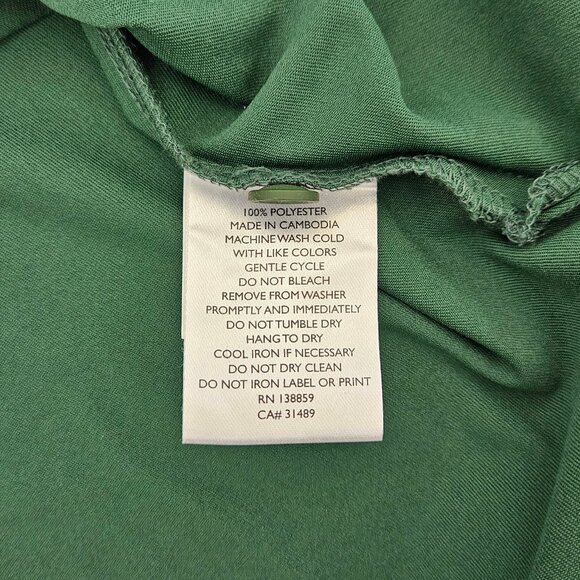 100% POLYESTER
MADE IN CAMBODIA
MACHINE WASH COLD
WITH LIKE COLORS
GENTLE CYCLE
DO NOT BLEACH
REMOVE FROM WASHER
PROMPTLY AND IMMEDIATELY
DO NOT TUMBLE DRY
HANG TO DRY
COOL IRON IF NECESSARY
DO NOT DRY CLEAN
DO NOT IRON LABEL OR PRINT
RN 138859
CA# 31489